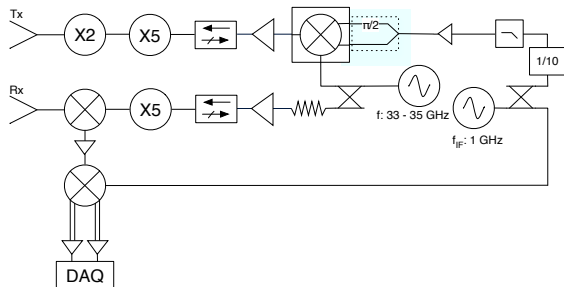 Tx
X2
X5
π/2
1/10
Rx
X5
f: 33 - 35 GHz
f_IF: 1 GHz
DAQ